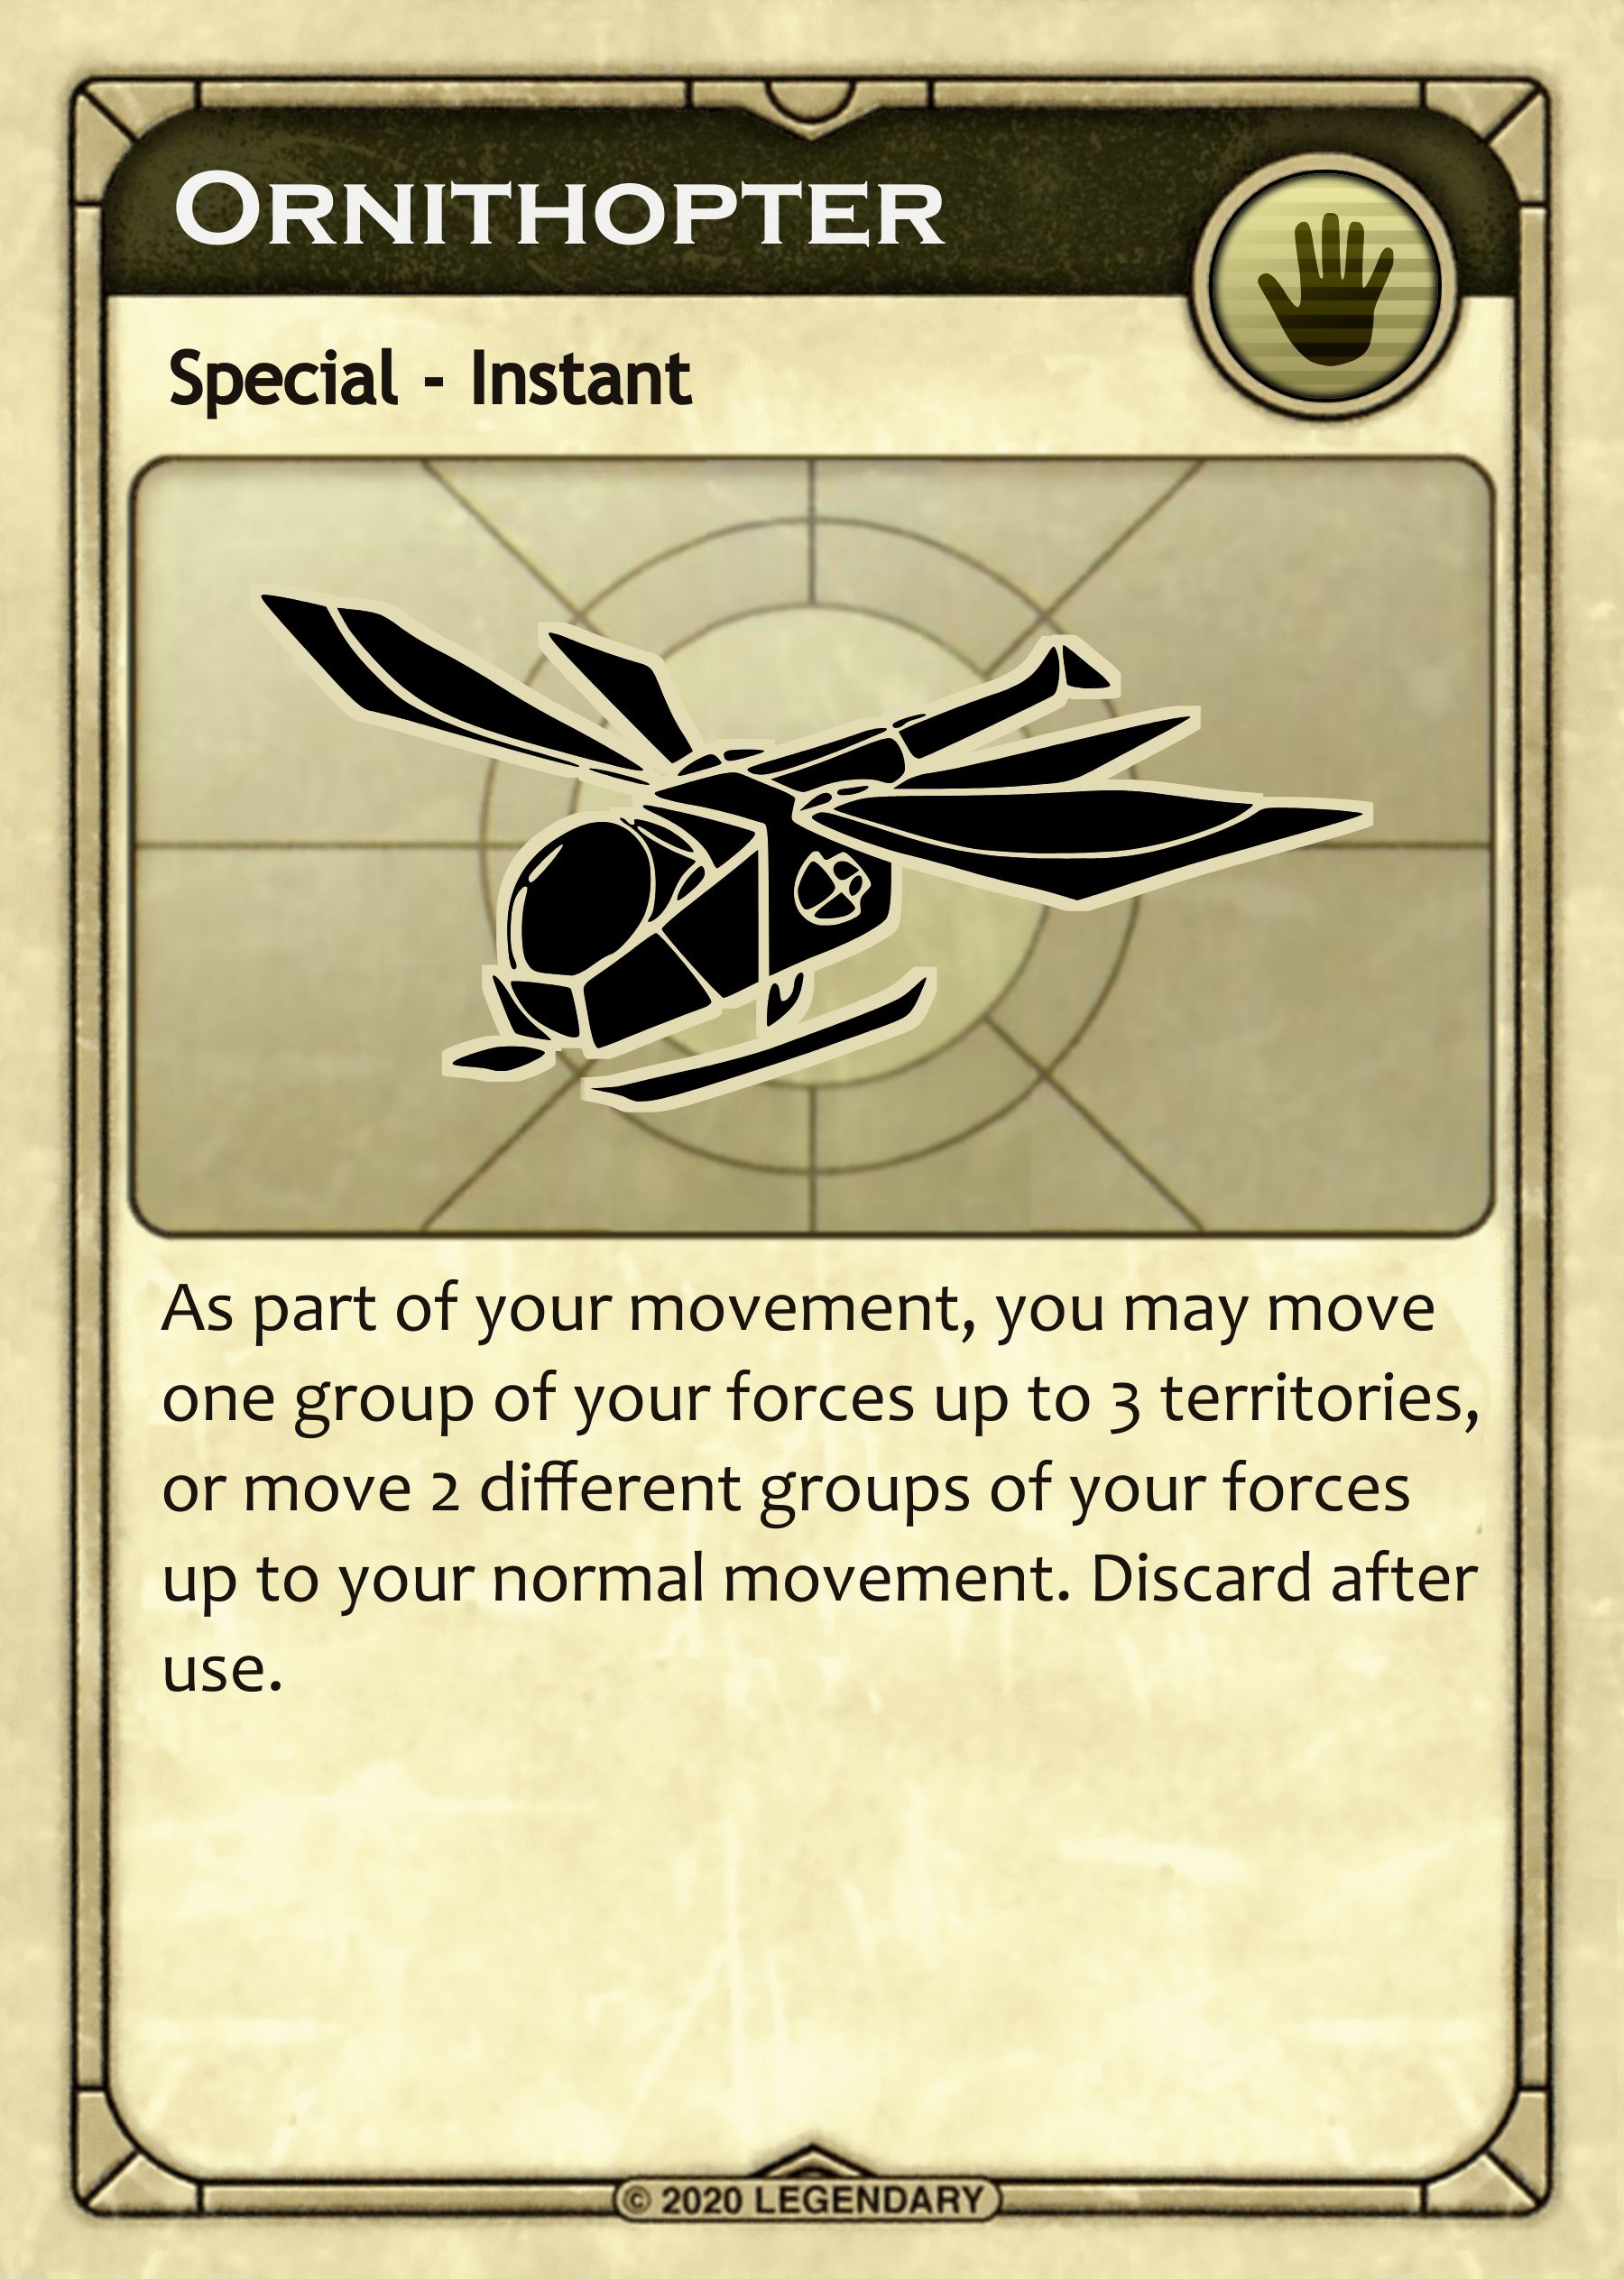 ORNITHOPTER
Special - Instant
As part of your movement, you may move
one group of your forces up to 3 territories,
or move 2 different groups of your forces
up to your normal movement. Discard after
use.
© 2020 LEGENDARY